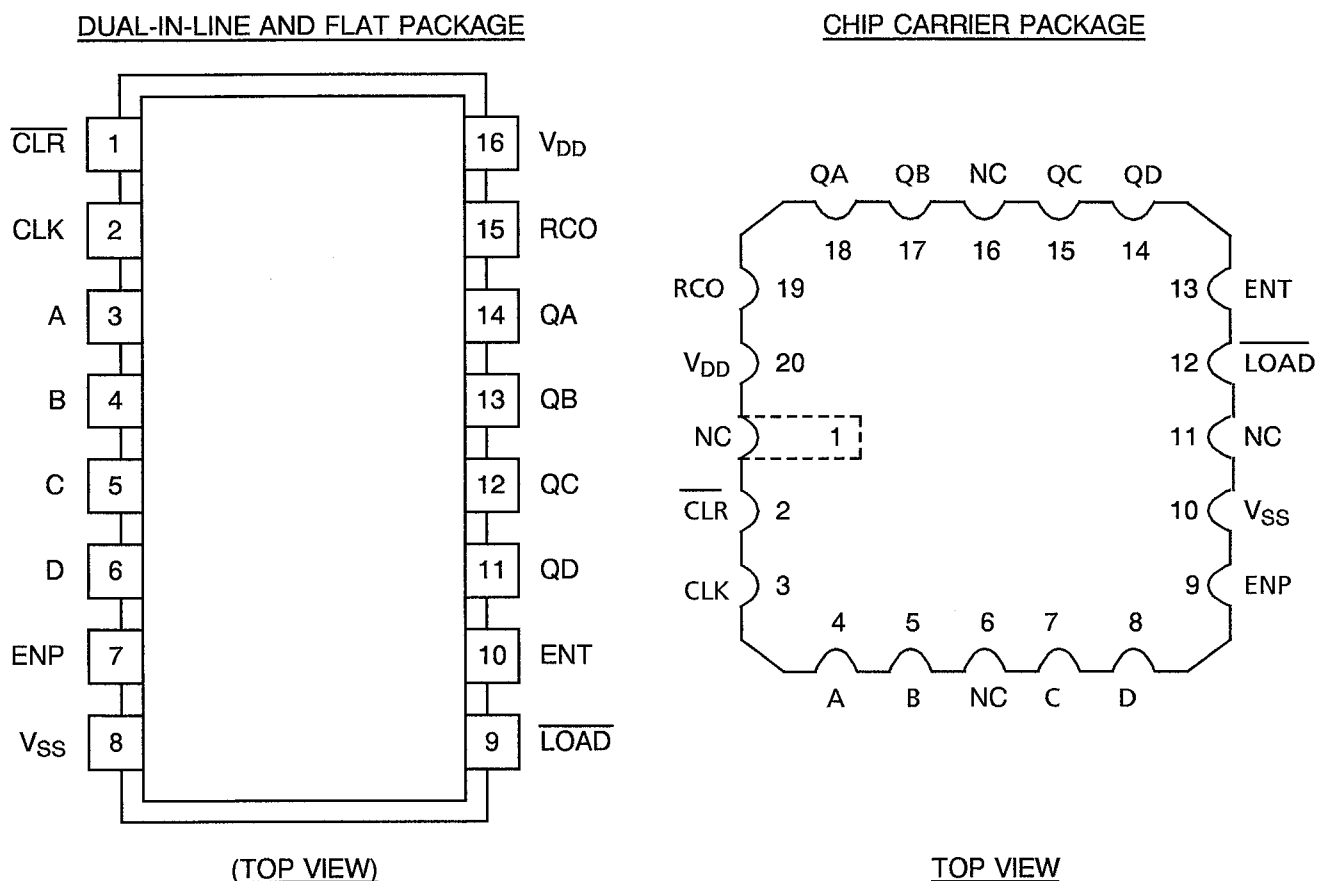 DUAL-IN-LINE AND FLAT PACKAGE
CLR 1 16 VDD
CLK 2 15 RCO
A 3 14 QA
B 4 13 QB
C 5 12 QC
D 6 11 QD
ENP 7 10 ENT
VSS 8 9 LOAD
(TOP VIEW)
CHIP CARRIER PACKAGE
QA QB NC QC QD
18 17 16 15 14
RCO 19 13 ENT
VDD 20 12 LOAD
NC 1 11 NC
CLR 2 10 VSS
CLK 3 9 ENP
4 5 6 7 8
A B NC C D
TOP VIEW